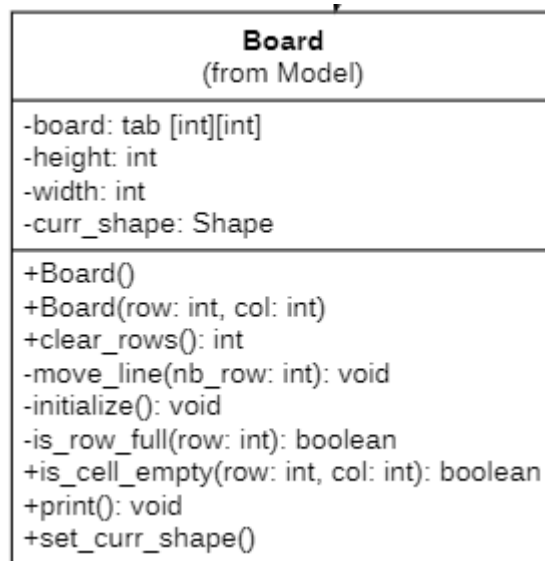 Board
(from Model)
-board: tab [int][int]
-height: int
-width: int
-curr_shape: Shape
+Board()
+Board(row: int, col: int)
+clear_rows(): int
-move_line(nb_row: int): void
-initialize(): void
-is_row_full(row: int): boolean
+is_cell_empty(row: int, col: int): boolean
+print(): void
+set_curr_shape()